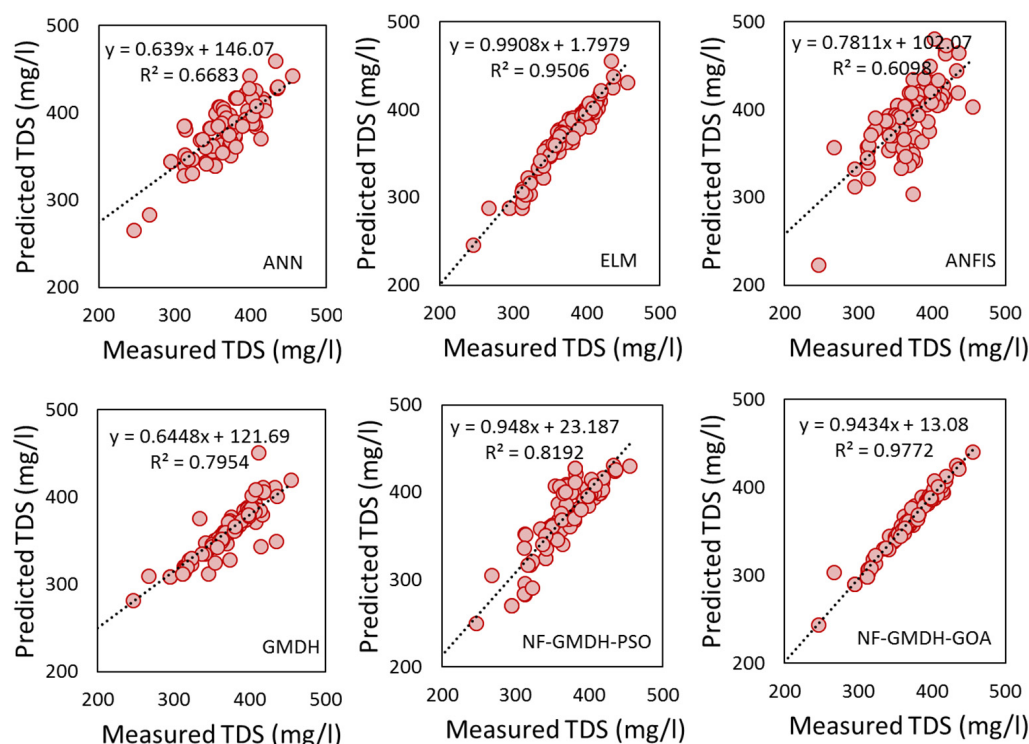 500
y = 0.639x + 146.07
R² = 0.6683
400
300
200
Predicted TDS (mg/l)
ANN
200 300 400 500
Measured TDS (mg/l)
500
y = 0.9908x + 1.7979
R² = 0.9506
400
300
200
Predicted TDS (mg/l)
ELM
200 300 400 500
Measured TDS (mg/l)
500
y = 0.7811x + 102.07
R² = 0.6098
400
300
200
Predicted TDS (mg/l)
ANFIS
200 300 400 500
Measured TDS (mg/l)
500
y = 0.6448x + 121.69
R² = 0.7954
400
300
200
Predicted TDS (mg/l)
GMDH
200 300 400 500
Measured TDS (mg/l)
500
y = 0.948x + 23.187
R² = 0.8192
400
300
200
Predicted TDS (mg/l)
NF-GMDH-PSO
200 300 400 500
Measured TDS (mg/l)
500
y = 0.9434x + 13.08
R² = 0.9772
400
300
200
Predicted TDS (mg/l)
NF-GMDH-GOA
200 300 400 500
Measured TDS (mg/l)